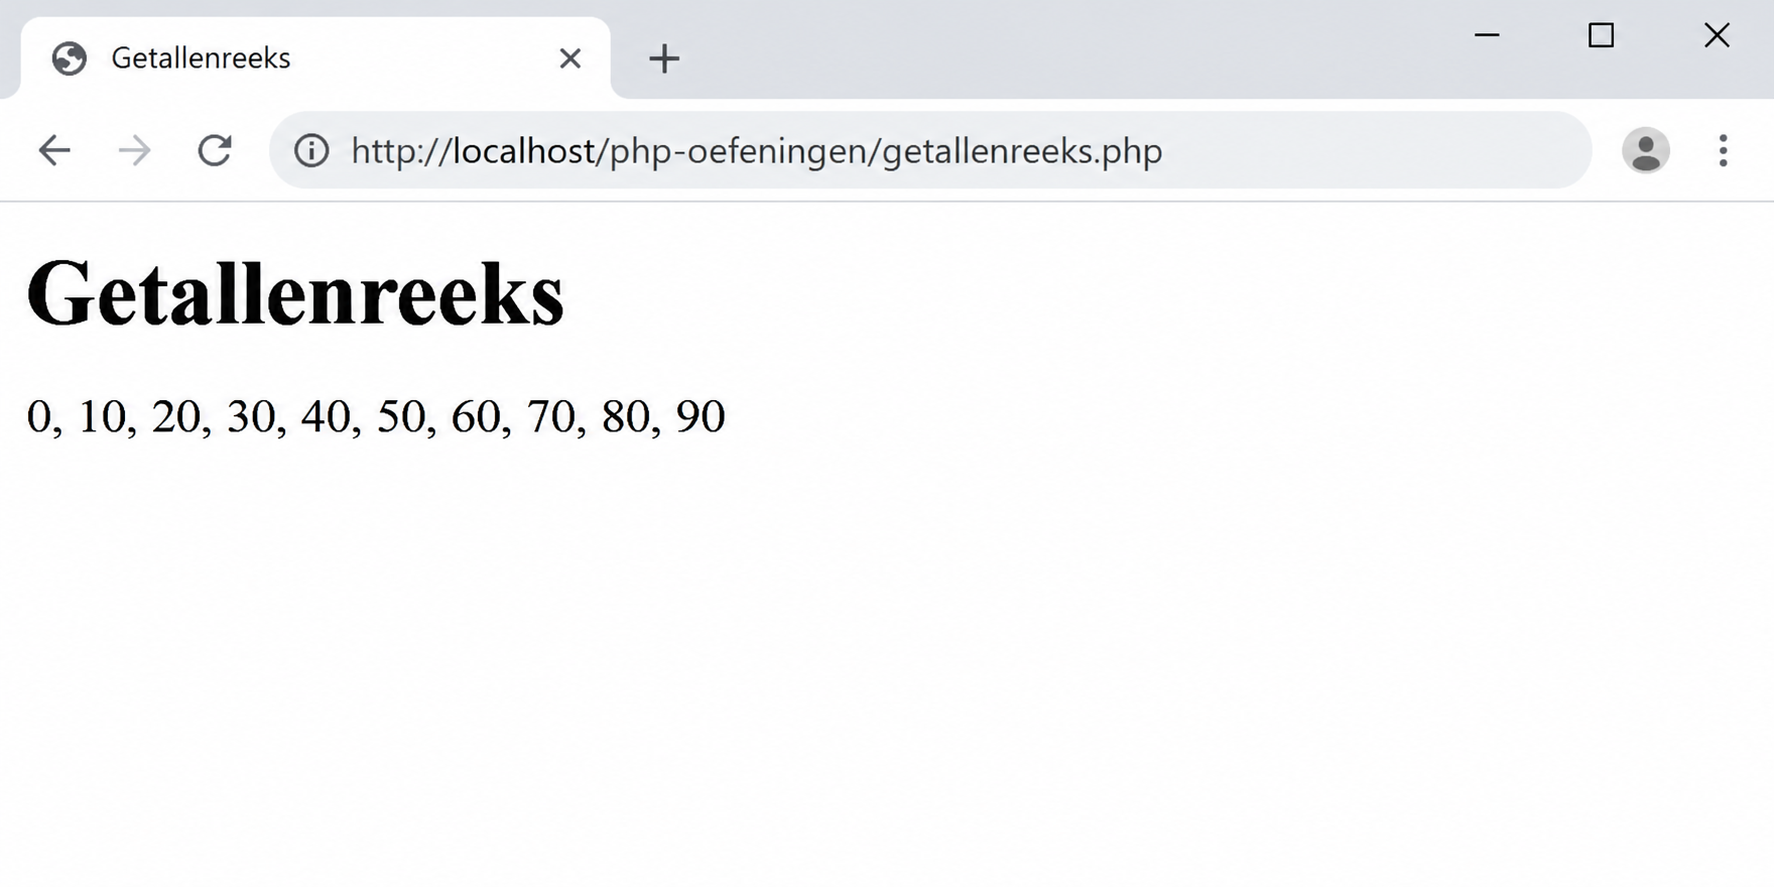 Getallenreeks
http://localhost/php-oefeningen/getallenreeks.php
Getallenreeks
0, 10, 20, 30, 40, 50, 60, 70, 80, 90